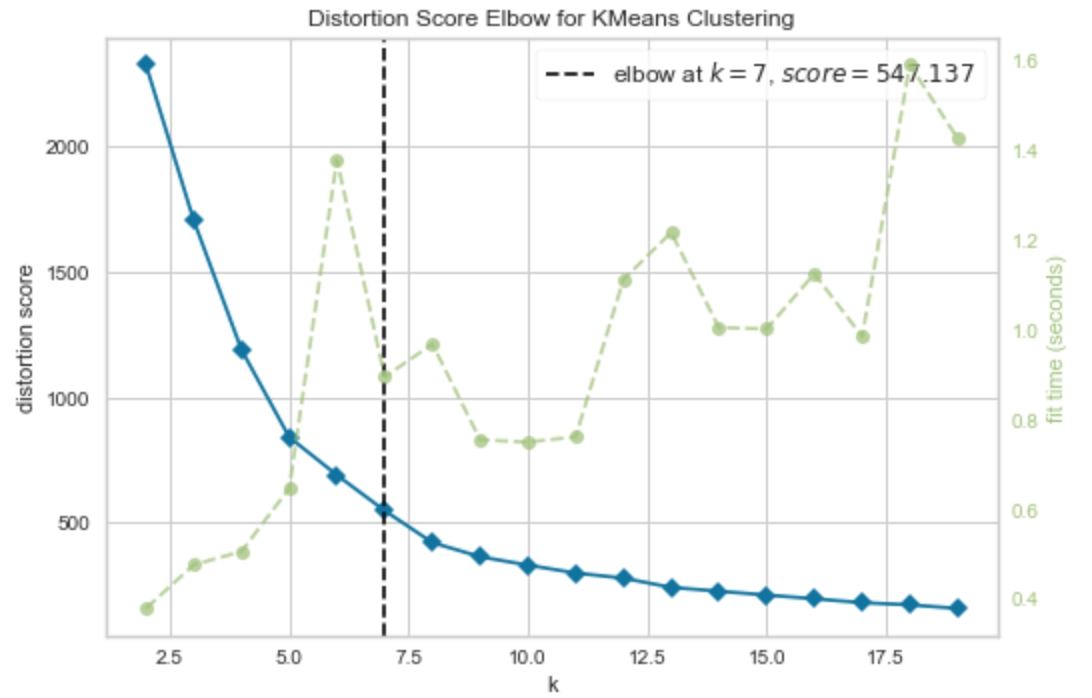 Distortion Score Elbow for KMeans Clustering
elbow at k = 7, score = 547.137
distortion score
2000
1500
1000
500
1.6
1.4
1.2
1.0
0.8
0.6
0.4
fit time (seconds)
2.5 5.0 7.5 10.0 12.5 15.0 17.5
k